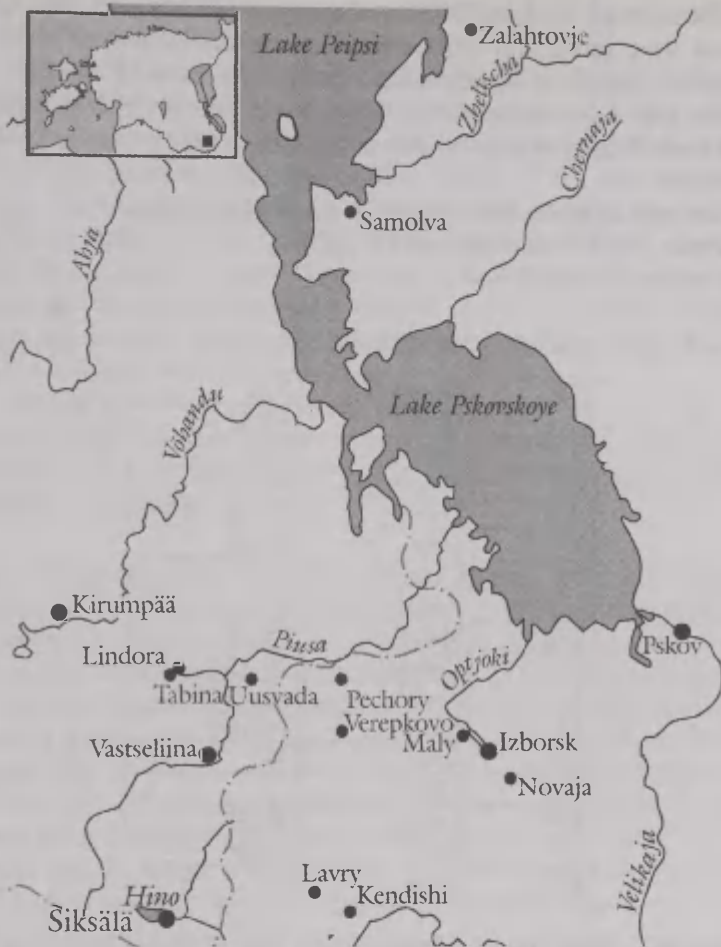 Lake Peipsi
Zalahtovje
Zbeltscha
Chernaja
Samolva
Ahja
Lake Pskovskoye
Võhandu
Kirumpää
Piusa
Pskov
Lindora
Optjoki
Tabina Uusvada
Pechory
Verepkovo
Maly
Izborsk
Vastseliina
Novaja
Velikaja
Lavry
Hino
Kendishi
Siksälä